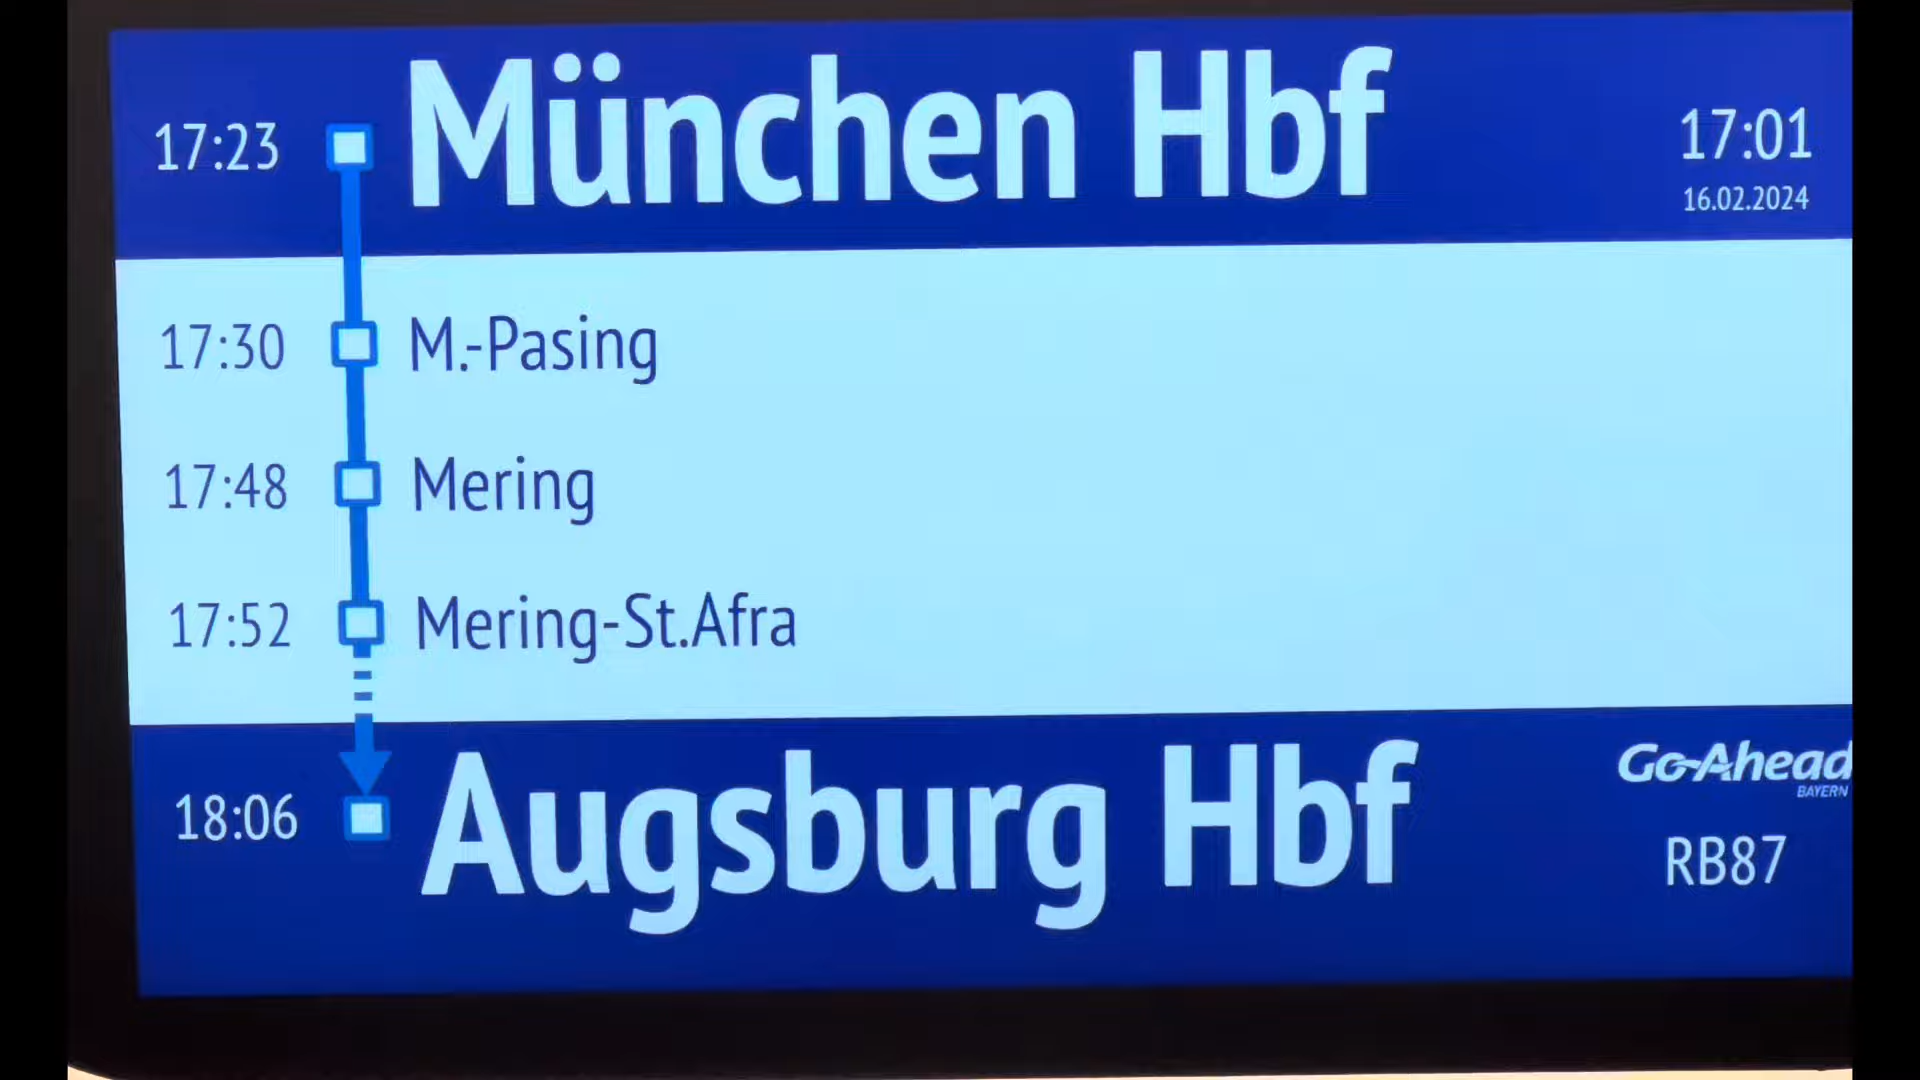 17:23 München Hbf 17:01
16.02.2024
17:30 M.-Pasing
17:48 Mering
17:52 Mering-St.Afra
18:06 Augsburg Hbf
Go-Ahead
BAYERN
RB87